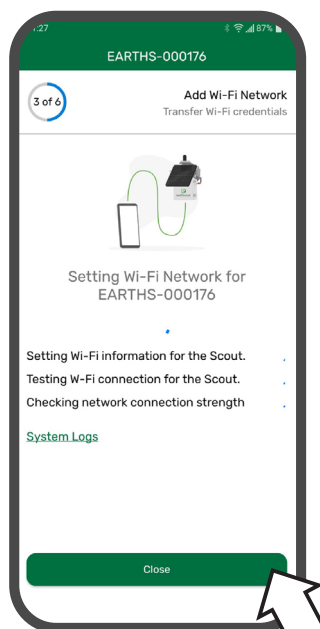 :27
87%
EARTHS-000176
3 of 6
Add Wi-Fi Network
Transfer Wi-Fi credentials
Setting Wi-Fi Network for
EARTHS-000176
Setting Wi-Fi information for the Scout.
Testing W-Fi connection for the Scout.
Checking network connection strength
System Logs
Close